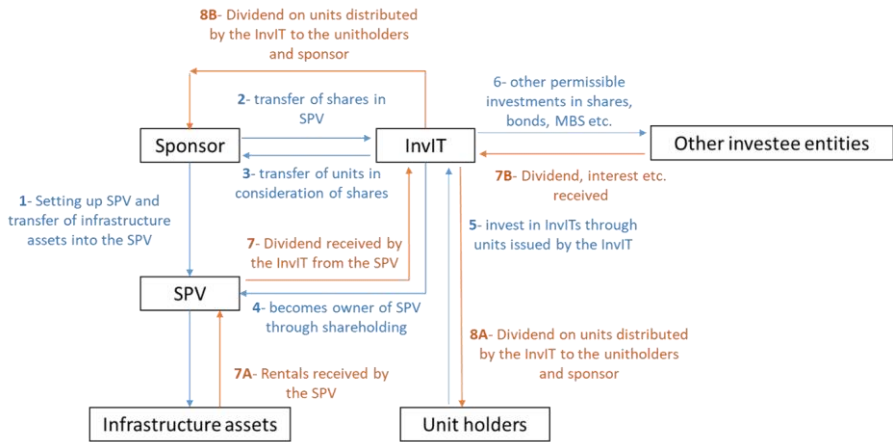 8B- Dividend on units distributed
by the InvIT to the unitholders
and sponsor
2- transfer of shares in
SPV
6- other permissible
investments in shares,
bonds, MBS etc.
Sponsor
InvIT
Other investee entities
3- transfer of units in
consideration of shares
7B- Dividend, interest etc.
received
1- Setting up SPV and
transfer of infrastructure
assets into the SPV
5- invest in InvITs through
units issued by the InvIT
7- Dividend received by
the InvIT from the SPV
SPV
4- becomes owner of SPV
through shareholding
8A- Dividend on units distributed
by the InvIT to the unitholders
and sponsor
7A- Rentals received by
the SPV
Infrastructure assets
Unit holders